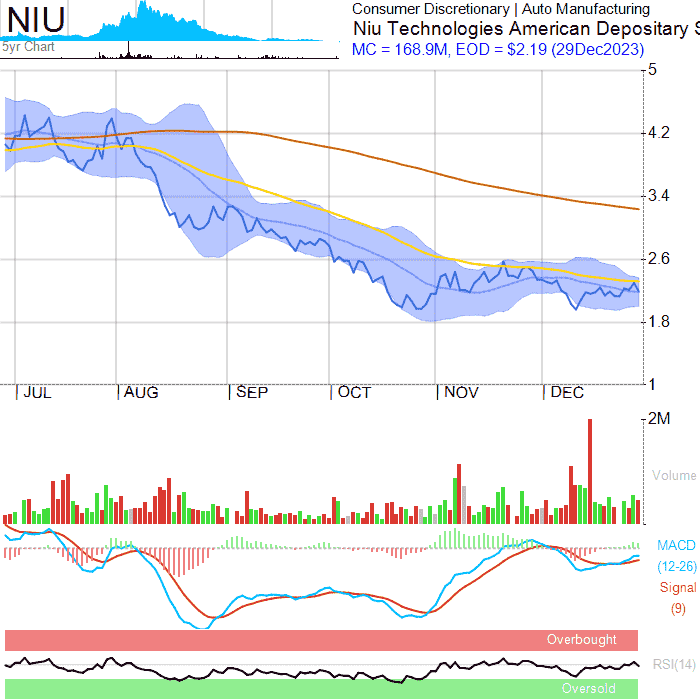 NIU
5yr Chart
Consumer Discretionary | Auto Manufacturing
Niu Technologies American Depositary S
MC = 168.9M, EOD = $2.19 (29Dec2023)
5
4.2
3.4
2.6
1.8
1
JUL AUG SEP OCT NOV DEC
2M
Volume
MACD
(12-26)
Signal
(9)
Overbought
RSI(14)
Oversold